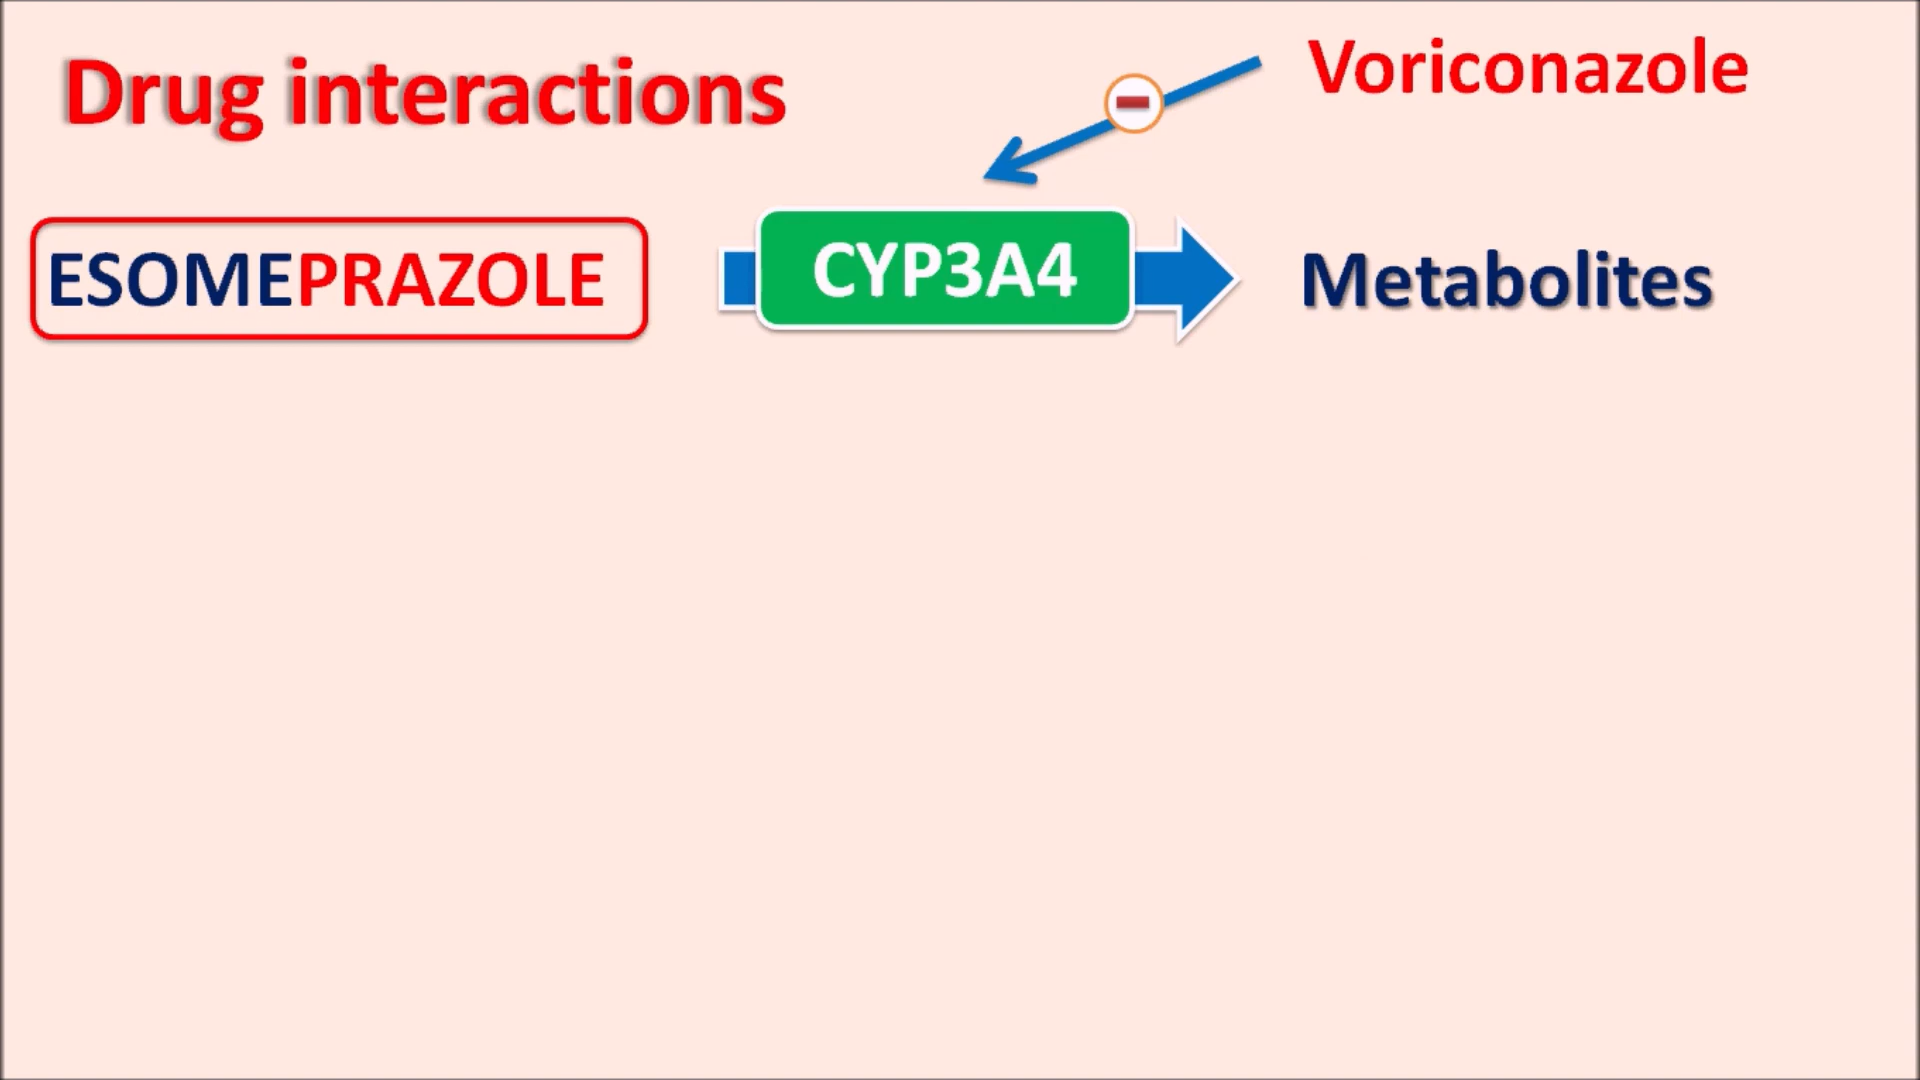 Drug interactions
Voriconazole
ESOMEPRAZOLE
CYP3A4
Metabolites